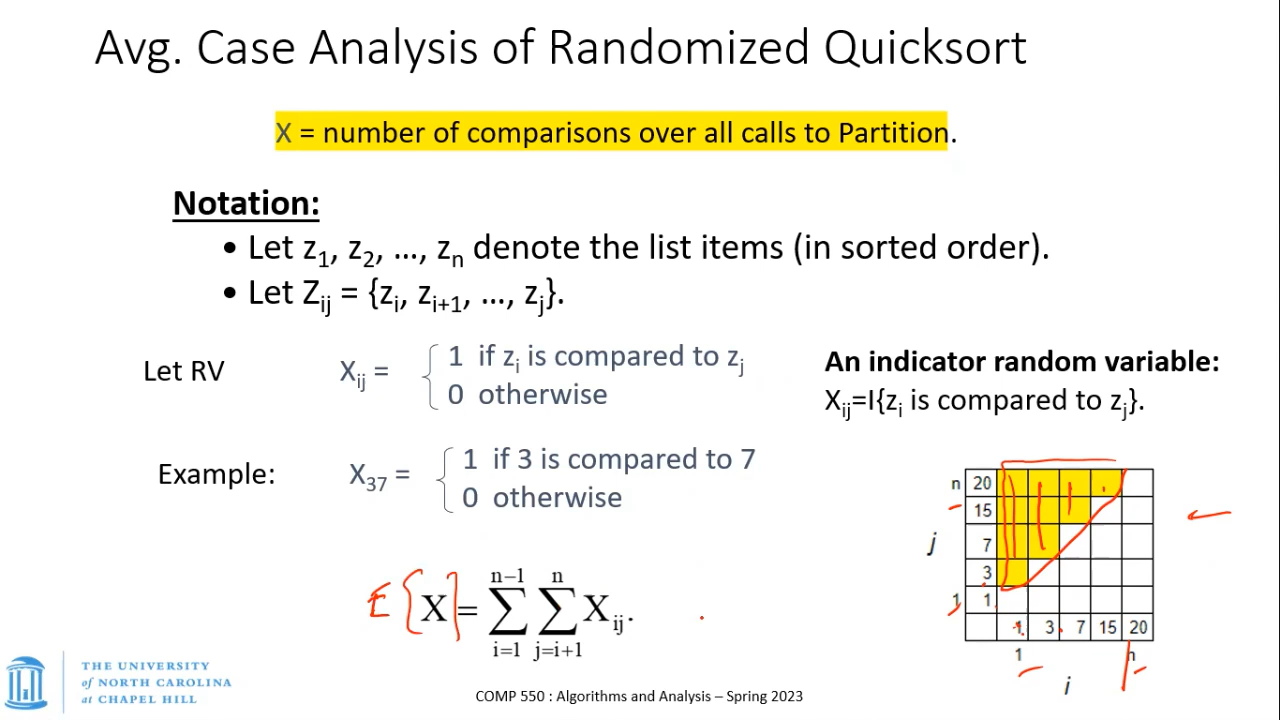 Avg. Case Analysis of Randomized Quicksort
X = number of comparisons over all calls to Partition.
Notation:
• Let z1, z2, ..., zn denote the list items (in sorted order).
• Let Zij = {zi, zi+1, ..., zj}.
Let RV Xij = { 1 if zi is compared to zj
0 otherwise
An indicator random variable:
Xij=I{zi is compared to zj}.
Example: X37 = { 1 if 3 is compared to 7
0 otherwise
E[X] = ∑ i=1 n−1 ∑ j=i+1 n Xij.
n 20
15
j 7
3
1 1
1 3 7 15 20
1 n
i
THE UNIVERSITY
of NORTH CAROLINA
at CHAPEL HILL
COMP 550 : Algorithms and Analysis – Spring 2023